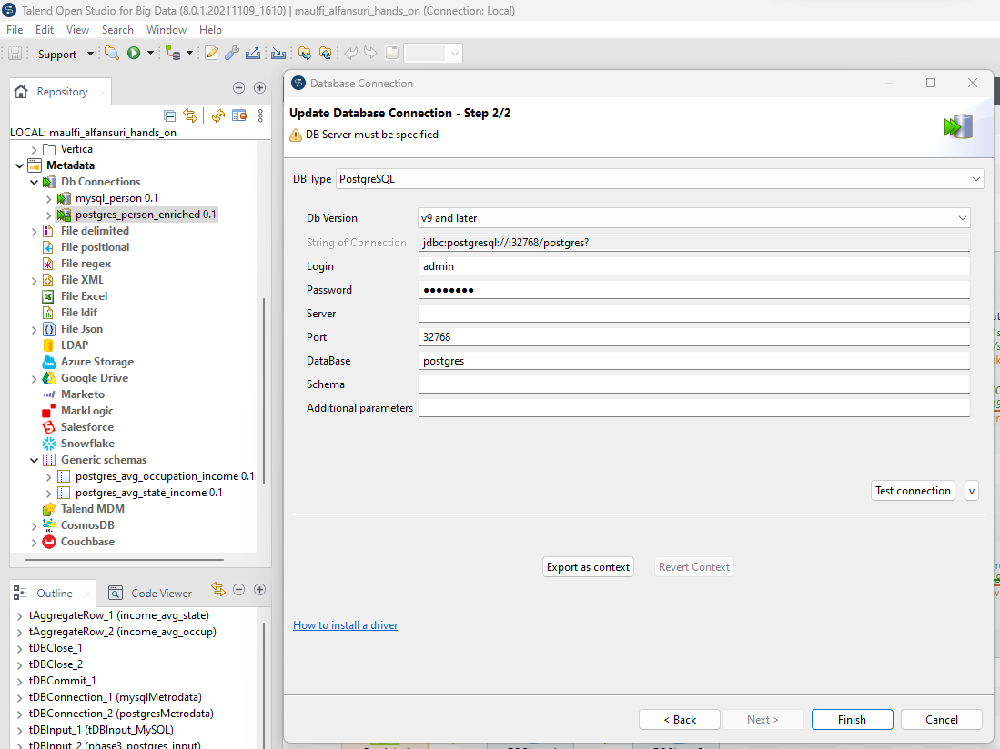 Talend Open Studio for Big Data (8.0.1.20211109_1610) | maulfi_alfansuri_hands_on (Connection: Local)
File Edit View Search Window Help
Support
Repository
LOCAL: maulfi_alfansuri_hands_on
Vertica
Metadata
Db Connections
mysql_person 0.1
postgres_person_enriched 0.1
File delimited
File positional
File regex
File XML
File Excel
File ldif
File Json
LDAP
Azure Storage
Google Drive
Marketo
MarkLogic
Salesforce
Snowflake
Generic schemas
postgres_avg_occupation_income 0.1
postgres_avg_state_income 0.1
Talend MDM
CosmosDB
Couchbase
Outline
Code Viewer
tAggregateRow_1 (income_avg_state)
tAggregateRow_2 (income_avg_occup)
tDBClose_1
tDBClose_2
tDBCommit_1
tDBConnection_1 (mysqlMetrodata)
tDBConnection_2 (postgresMetrodata)
tDBInput_1 (tDBInput_MySQL)
tDBInput_2 (phase3_postgres_input)
Database Connection
Update Database Connection - Step 2/2
DB Server must be specified
DB Type PostgreSQL
Db Version v9 and later
String of Connection jdbc:postgresql://:32768/postgres?
Login admin
Password ●●●●●●●●
Server
Port 32768
DataBase postgres
Schema
Additional parameters
Test connection v
Export as context Revert Context
How to install a driver
< Back Next > Finish Cancel